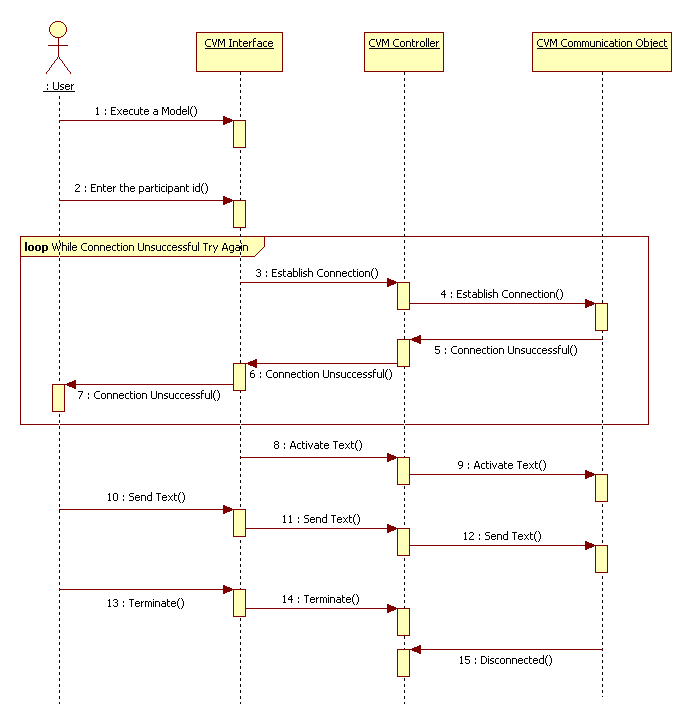 CVM Interface
CVM Controller
CVM Communication Object
: User
1 : Execute a Model()
2 : Enter the participant id()
loop While Connection Unsuccessful Try Again
3 : Establish Connection()
4 : Establish Connection()
5 : Connection Unsuccessful()
6 : Connection Unsuccessful()
7 : Connection Unsuccessful()
8 : Activate Text()
9 : Activate Text()
10 : Send Text()
11 : Send Text()
12 : Send Text()
13 : Terminate()
14 : Terminate()
15 : Disconnected()